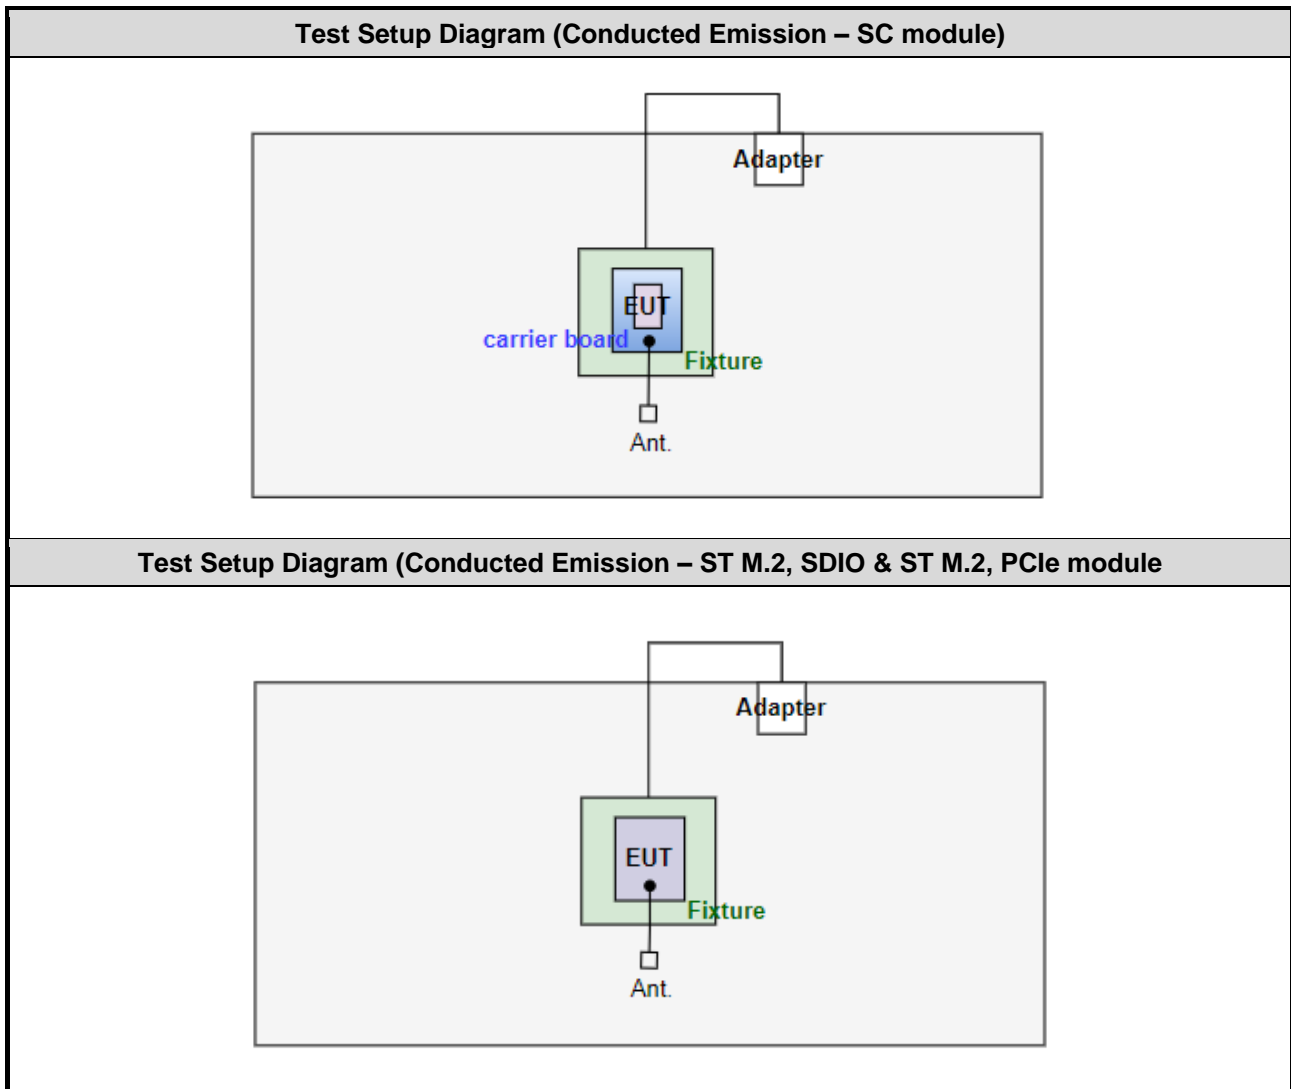 Test Setup Diagram (Conducted Emission – SC module)
Adapter
EUT
carrier board
Fixture
Ant.
Test Setup Diagram (Conducted Emission – ST M.2, SDIO & ST M.2, PCIe module
Adapter
EUT
Fixture
Ant.